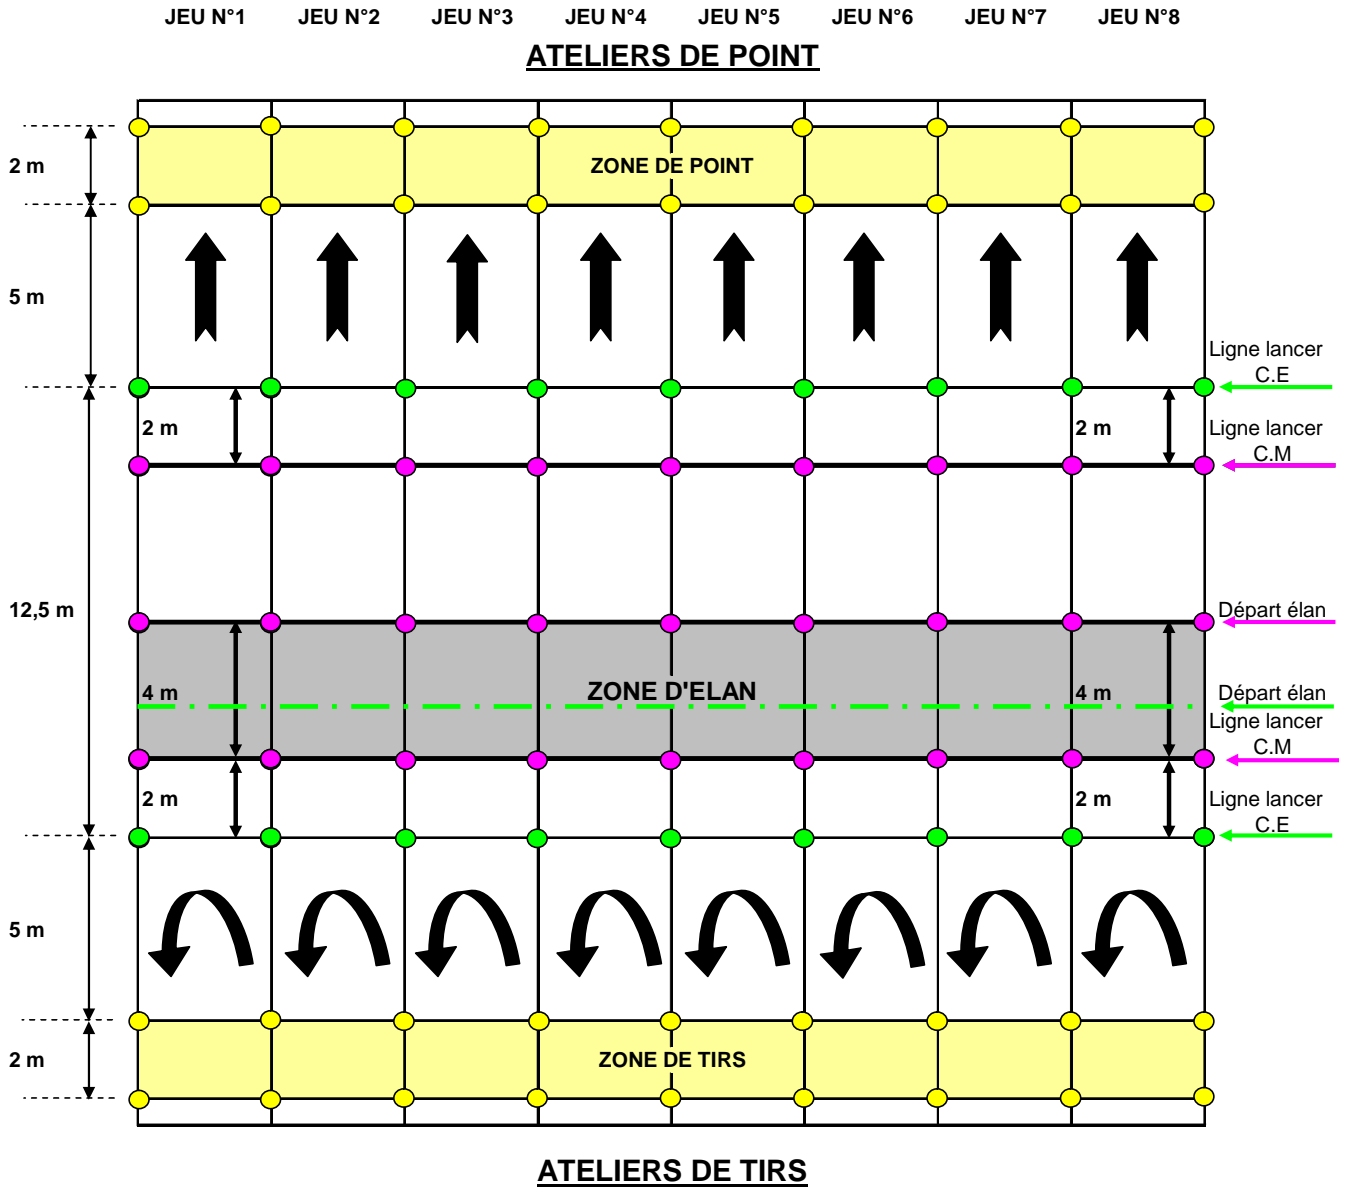 JEU N°1 JEU N°2 JEU N°3 JEU N°4 JEU N°5 JEU N°6 JEU N°7 JEU N°8
ATELIERS DE POINT
2 m
ZONE DE POINT
5 m
Ligne lancer
C.E
2 m
2 m
Ligne lancer
C.M
12,5 m
Départ élan
4 m
ZONE D'ELAN
4 m
Départ élan
Ligne lancer
C.M
2 m
2 m
Ligne lancer
C.E
5 m
2 m
ZONE DE TIRS
ATELIERS DE TIRS